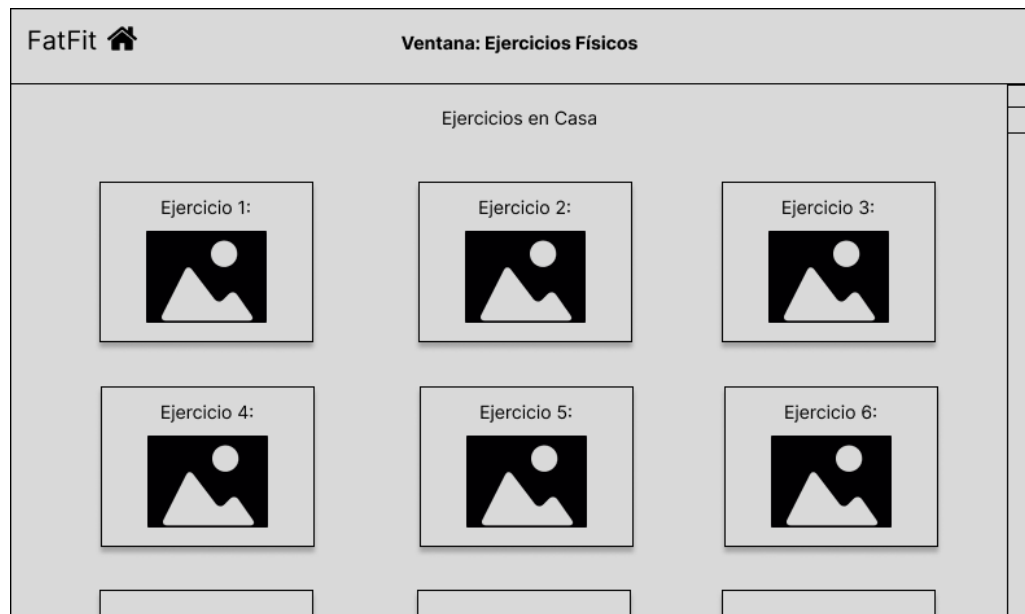 FatFit
Ventana: Ejercicios Físicos
Ejercicios en Casa
Ejercicio 1:
Ejercicio 2:
Ejercicio 3:
Ejercicio 4:
Ejercicio 5:
Ejercicio 6: